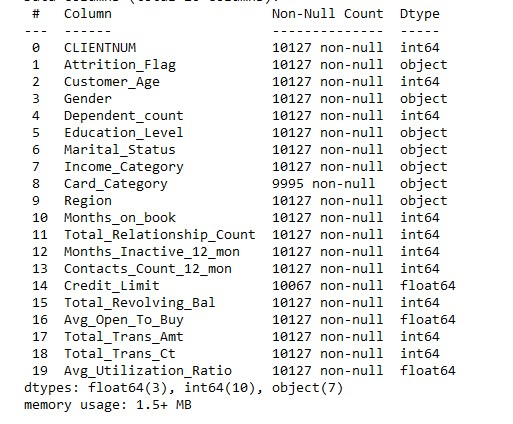 #   Column                    Non-Null Count  Dtype
---  ------                    --------------  -----
 0   CLIENTNUM                 10127 non-null  int64
 1   Attrition_Flag            10127 non-null  object
 2   Customer_Age              10127 non-null  int64
 3   Gender                    10127 non-null  object
 4   Dependent_count           10127 non-null  int64
 5   Education_Level           10127 non-null  object
 6   Marital_Status            10127 non-null  object
 7   Income_Category           10127 non-null  object
 8   Card_Category             9995 non-null   object
 9   Region                    10127 non-null  object
 10  Months_on_book            10127 non-null  int64
 11  Total_Relationship_Count  10127 non-null  int64
 12  Months_Inactive_12_mon    10127 non-null  int64
 13  Contacts_Count_12_mon     10127 non-null  int64
 14  Credit_Limit              10067 non-null  float64
 15  Total_Revolving_Bal       10127 non-null  int64
 16  Avg_Open_To_Buy           10127 non-null  float64
 17  Total_Trans_Amt           10127 non-null  int64
 18  Total_Trans_Ct            10127 non-null  int64
 19  Avg_Utilization_Ratio     10127 non-null  float64
dtypes: float64(3), int64(10), object(7)
memory usage: 1.5+ MB